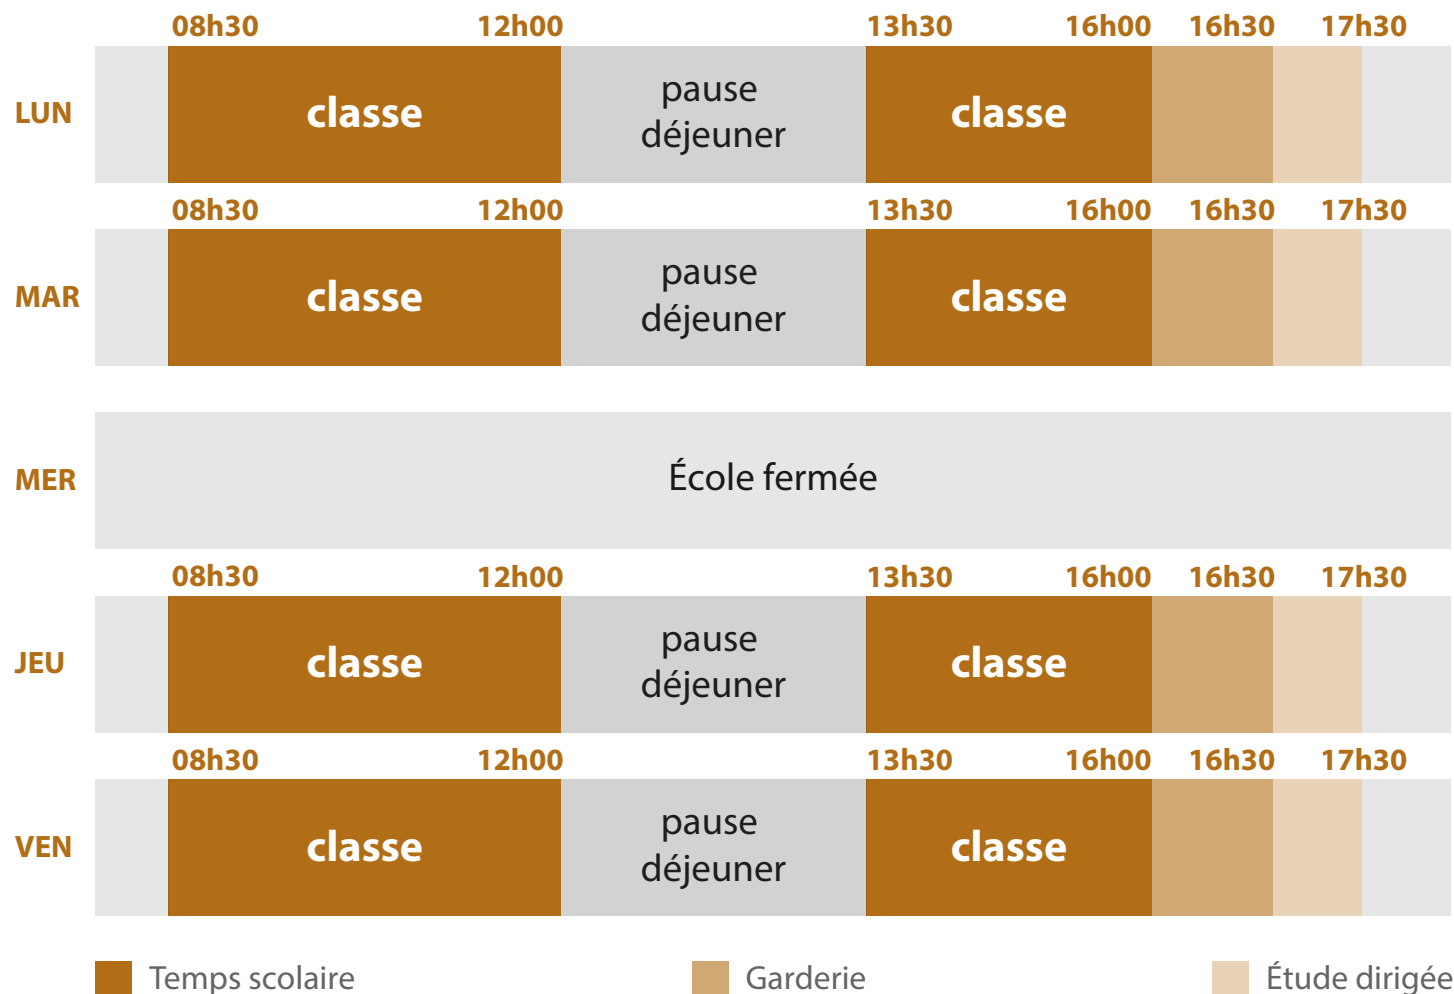 08h30 12h00 13h30 16h00 16h30 17h30
LUN classe pause déjeuner classe
08h30 12h00 13h30 16h00 16h30 17h30
MAR classe pause déjeuner classe
MER École fermée
08h30 12h00 13h30 16h00 16h30 17h30
JEU classe pause déjeuner classe
08h30 12h00 13h30 16h00 16h30 17h30
VEN classe pause déjeuner classe
Temps scolaire Garderie Étude dirigée